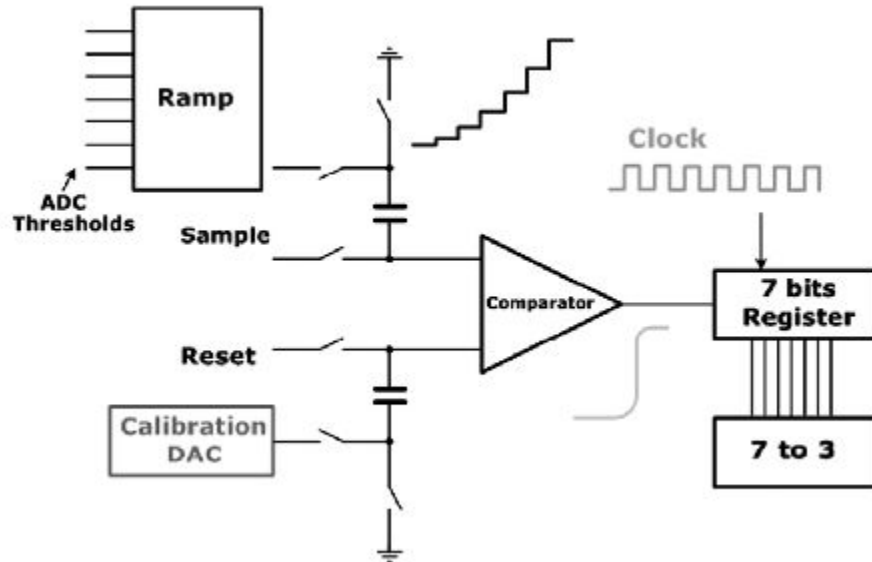 Ramp
ADC
Thresholds
Clock
Sample
Comparator
7 bits
Register
Reset
Calibration
DAC
7 to 3